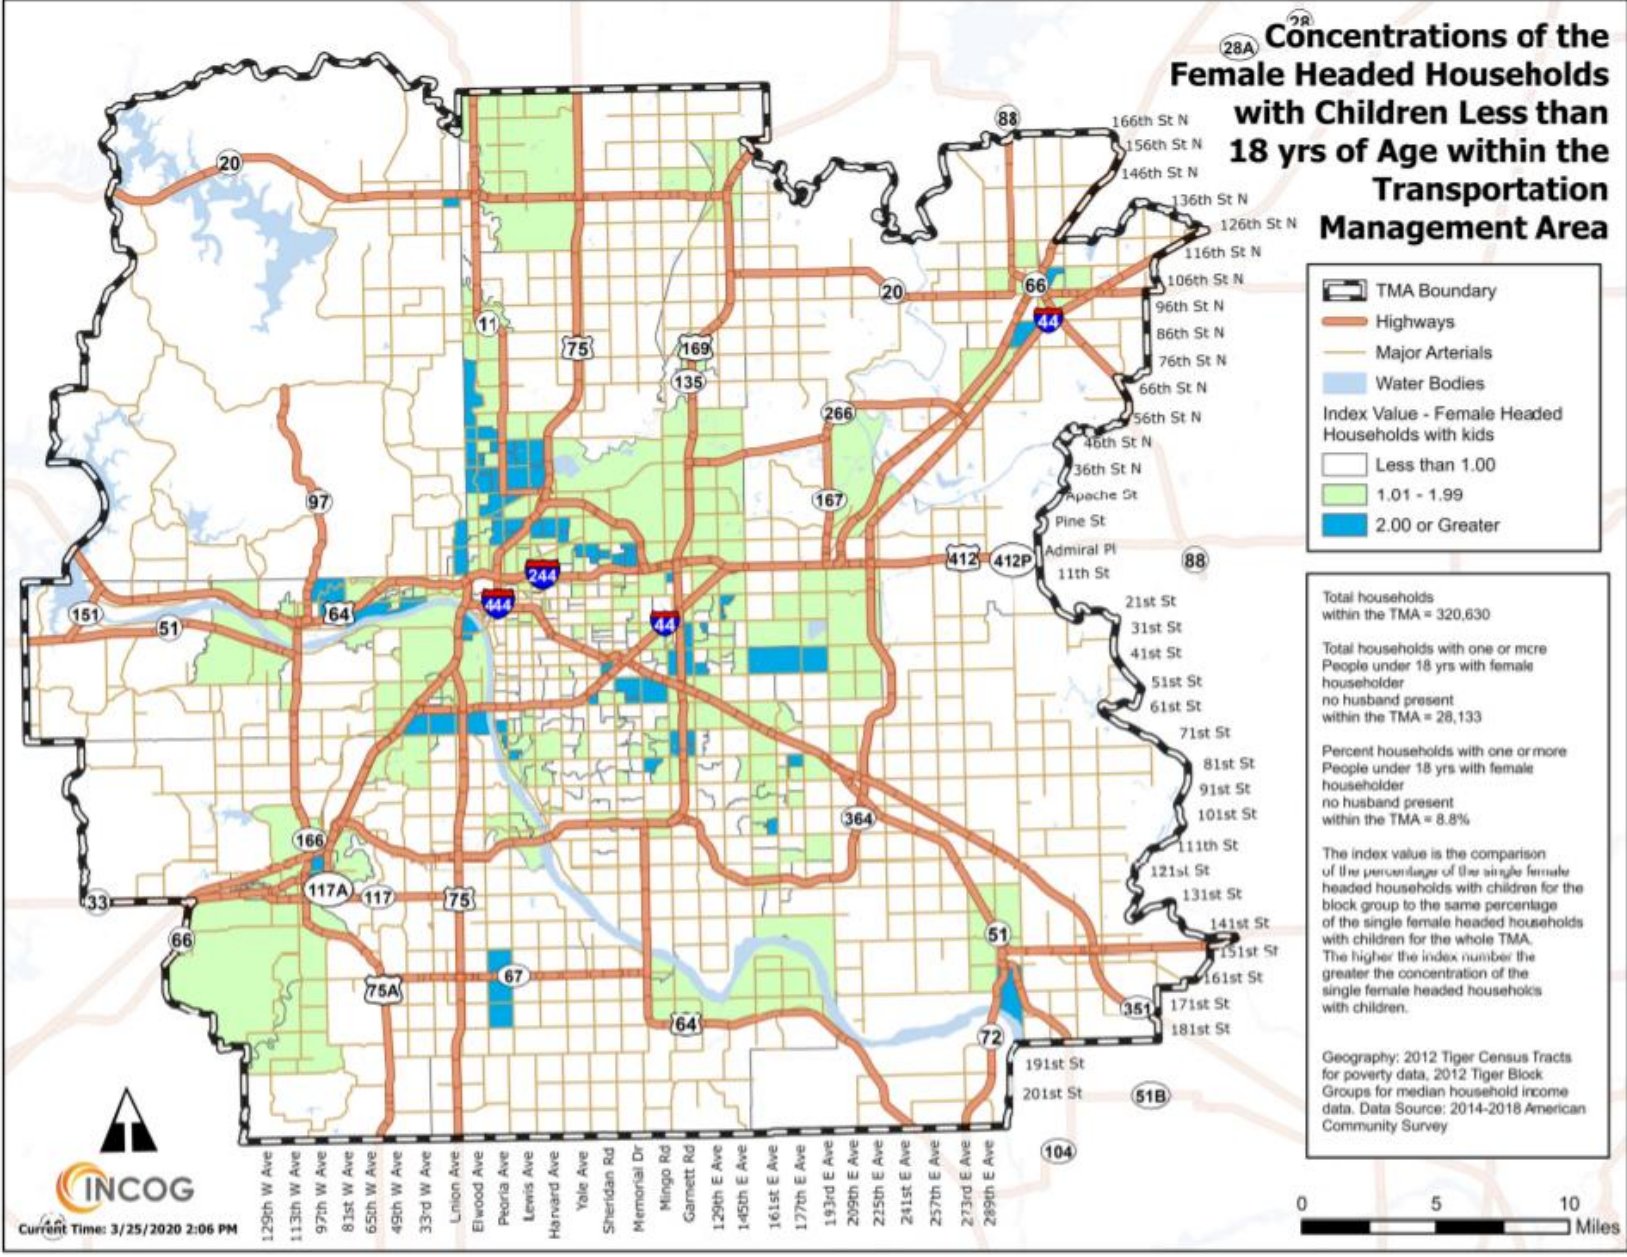 Concentrations of the
Female Headed Households
with Children Less than
18 yrs of Age within the
Transportation
Management Area
28
28A
88
166th St N
156th St N
146th St N
136th St N
126th St N
116th St N
106th St N
96th St N
86th St N
76th St N
66th St N
56th St N
46th St N
36th St N
Apache St
Pine St
Admiral Pl
11th St
21st St
31st St
41st St
51st St
61st St
71st St
81st St
91st St
101st St
111th St
121st St
131st St
141st St
151st St
161st St
171st St
181st St
191st St
201st St
20
20
66
44
11
75
169
135
266
97
167
412
412P
88
244
444
44
64
151
51
364
166
117A
117
75
33
66
51
67
75A
64
351
72
51B
104
TMA Boundary
Highways
Major Arterials
Water Bodies
Index Value - Female Headed
Households with kids
Less than 1.00
1.01 - 1.99
2.00 or Greater
Total households
within the TMA = 320,630
Total households with one or more
People under 18 yrs with female
householder
no husband present
within the TMA = 28,133
Percent households with one or more
People under 18 yrs with female
householder
no husband present
within the TMA = 8.8%
The index value is the comparison
of the percentage of the single female
headed households with children for the
block group to the same percentage
of the single female headed households
with children for the whole TMA.
The higher the index number the
greater the concentration of the
single female headed households
with children.
Geography: 2012 Tiger Census Tracts
for poverty data, 2012 Tiger Block
Groups for median household income
data. Data Source: 2014-2018 American
Community Survey
INCOG
Current Time: 3/25/2020 2:06 PM
129th W Ave
113th W Ave
97th W Ave
81st W Ave
65th W Ave
49th W Ave
33rd W Ave
Union Ave
Elwood Ave
Peoria Ave
Lewis Ave
Harvard Ave
Yale Ave
Sheridan Rd
Memorial Dr
Mingo Rd
Garnett Rd
129th E Ave
145th E Ave
161st E Ave
177th E Ave
193rd E Ave
209th E Ave
225th E Ave
241st E Ave
257th E Ave
273rd E Ave
289th E Ave
0 5 10
Miles